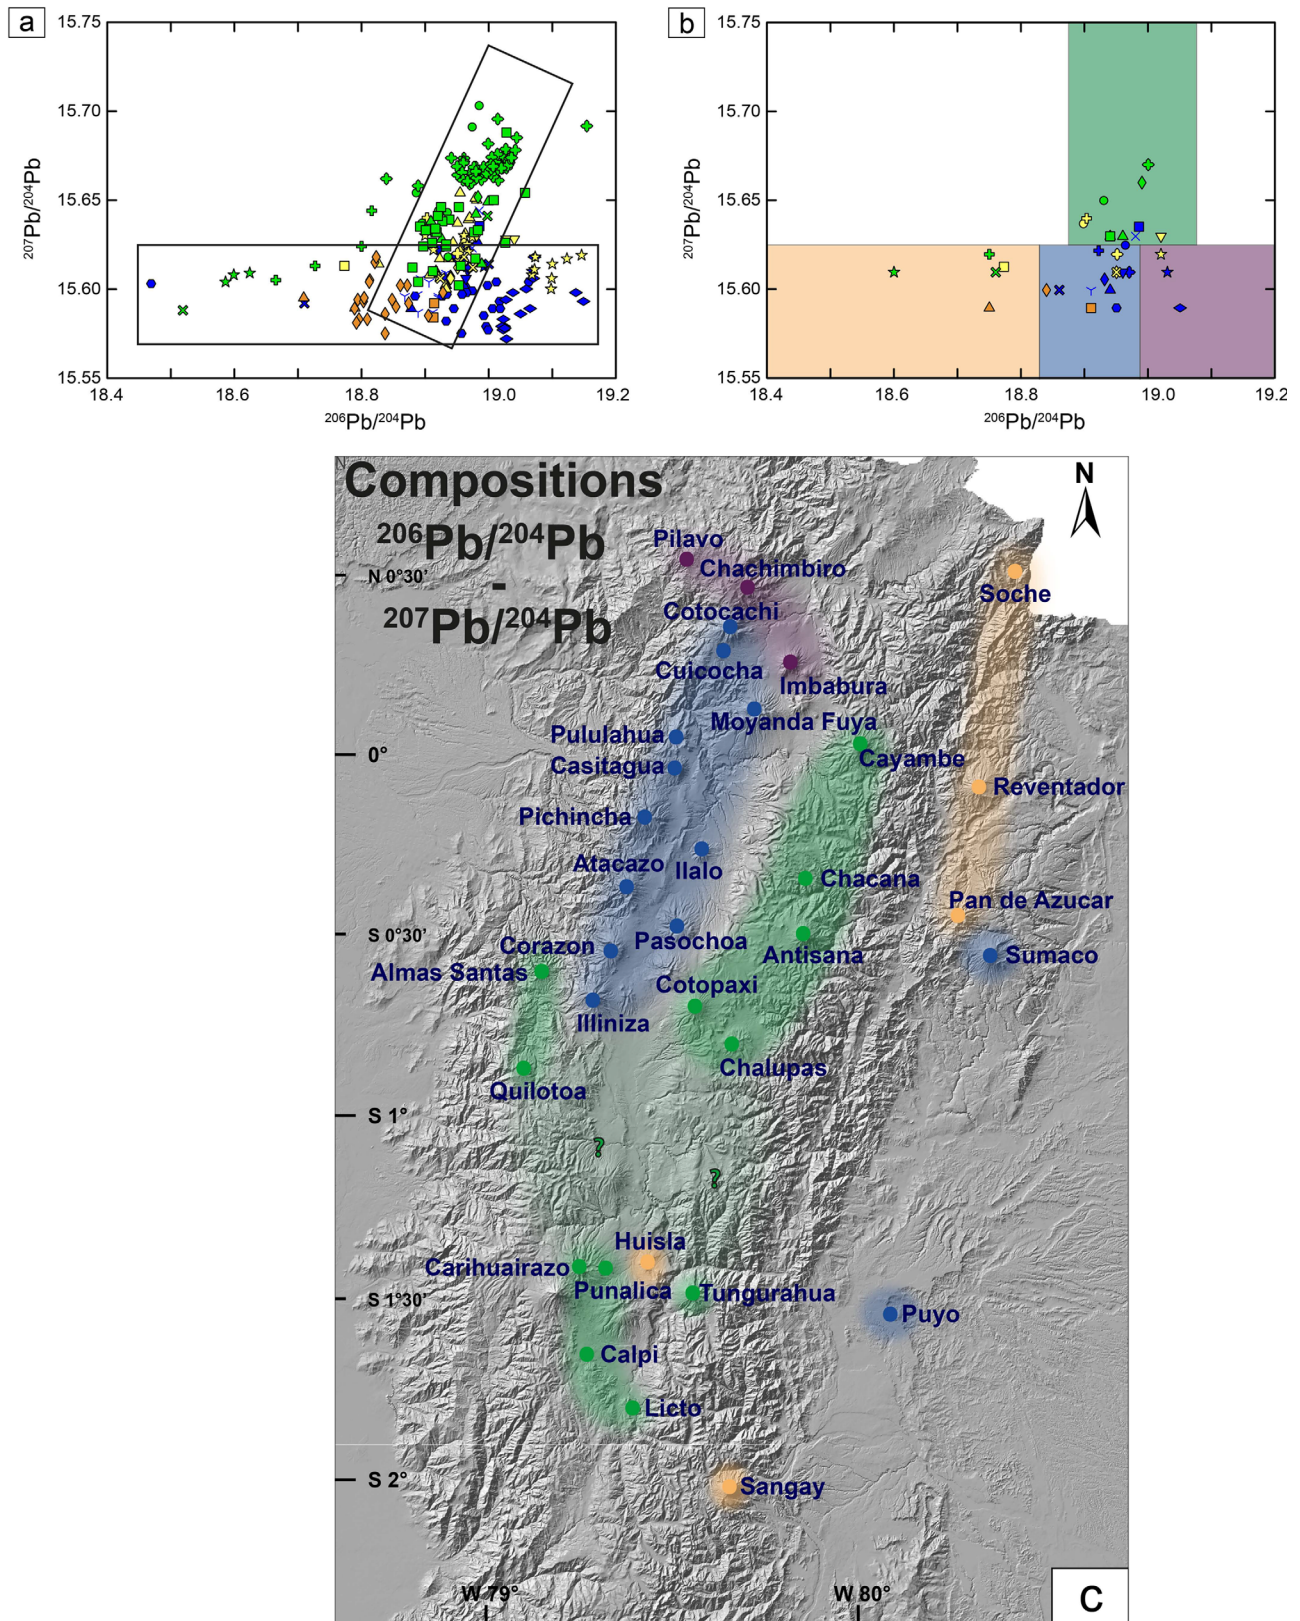 a
15.75
15.70
15.65
15.60
15.55
18.4 18.6 18.8 19.0 19.2
207Pb/204Pb
206Pb/204Pb
b
15.75
15.70
15.65
15.60
15.55
18.4 18.6 18.8 19.0 19.2
207Pb/204Pb
206Pb/204Pb
N
Compositions
206Pb/204Pb
-
207Pb/204Pb
N
N 0°30'
0°
S 0°30'
S 1°
S 1°30'
S 2°
W 79°
W 80°
Pilavo
Chachimbiro
Soche
Cotocachi
Cuicocha
Imbabura
Moyanda Fuya
Pululahua
Cayambe
Casitagua
Reventador
Pichincha
Atacazo
Ilalo
Chacana
Pan de Azucar
Corazon
Pasochoa
Antisana
Sumaco
Almas Santas
Cotopaxi
Illiniza
Chalupas
Quilotoa
?
?
Huisla
Carihuairazo
Punalica
Tungurahua
Puyo
Calpi
Licto
Sangay
c